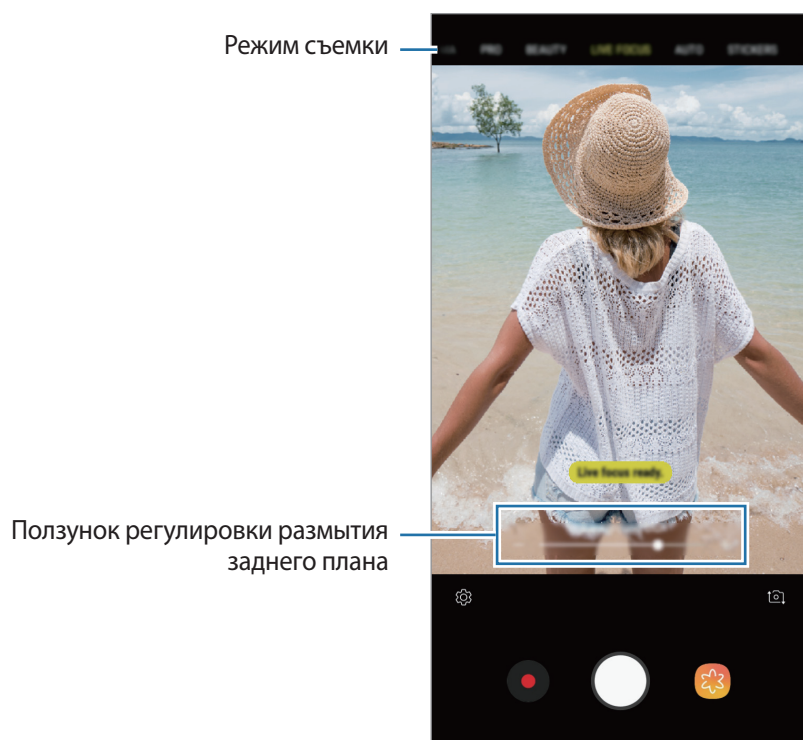 Режим съемки
PRO BEAUTY LIVE FOCUS AUTO STICKERS
Live focus ready.
Ползунок регулировки размытия
заднего плана